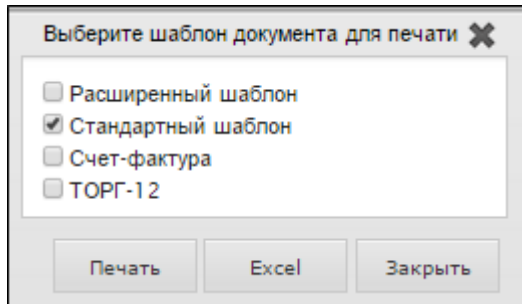 Выберите шаблон документа для печати
Расширенный шаблон
Стандартный шаблон
Счет-фактура
ТОРГ-12
Печать Excel Закрыть